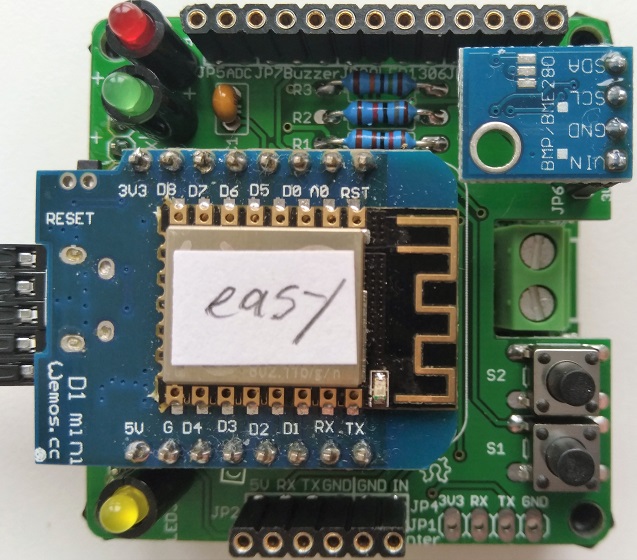 JP5ADC JP7Buzzer
R3
R2
R1
SDA
SCL
GND
VIN
BMP/BME280
JP6
3V3 D8 D7 D6 D5 D0 A0 RST
RESET
easy
D1 mini
Wemos.cc
5V G D4 D3 D2 D1 RX TX
S2
S1
5V RX TX GND GND IN
JP2
JP4
JP1
3V3 RX TX GND